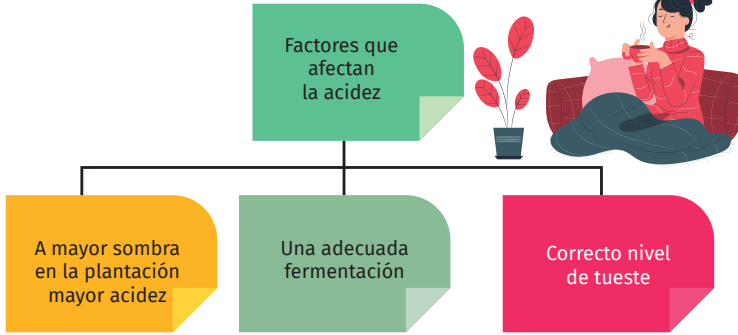 Factores que
afectan
la acidez
A mayor sombra
en la plantación
mayor acidez
Una adecuada
fermentación
Correcto nivel
de tueste